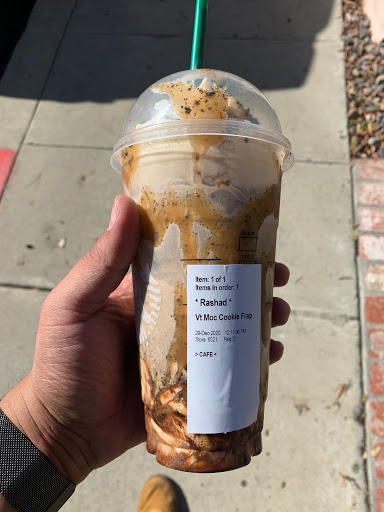 Item: 1 of 1
Items in order: 1
* Rashad *
Vt Moc Cookie Frap
29-Dec-2020 12:11:06 PM
Store: 6521 Reg: 2
> CAFE <